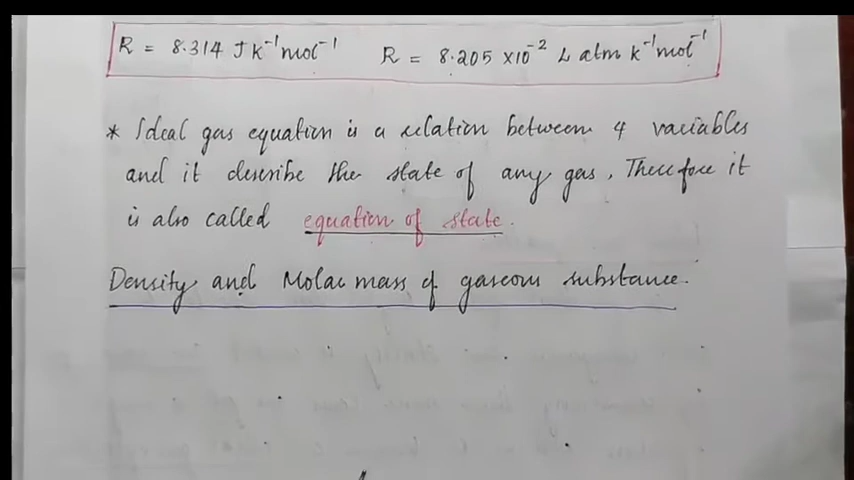 R = 8.314 J k⁻¹ mol⁻¹ R = 8.205 ×10⁻² L atm k⁻¹ mol⁻¹
* Ideal gas equation is a relation between 4 variables
and it describe the state of any gas. Therefore it
is also called equation of state.
Density and Molar mass of gaseous substance.